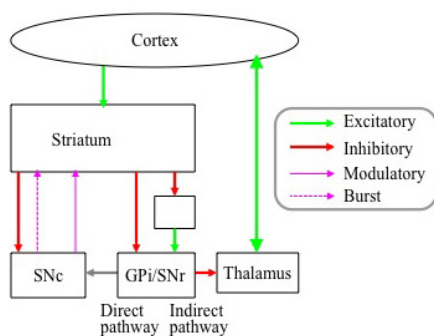 Cortex
Striatum
Excitatory
Inhibitory
Modulatory
Burst
SNc
GPi/SNr
Thalamus
Direct
pathway
Indirect
pathway